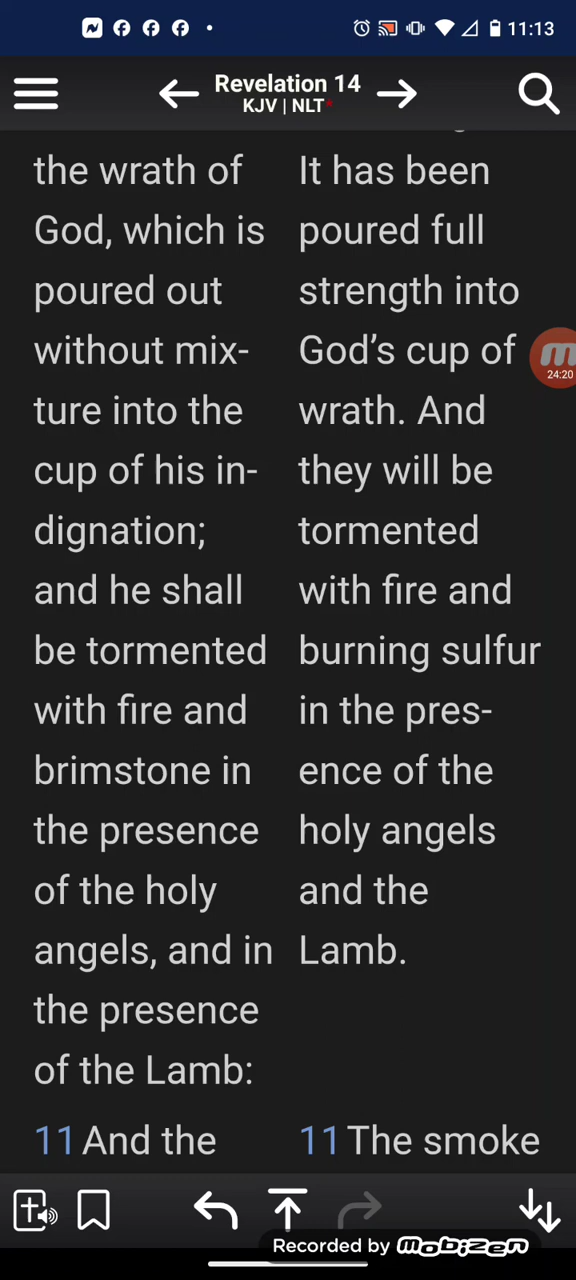 11:13
Revelation 14
KJV | NLT*
the wrath of
God, which is
poured out
without mix-
ture into the
cup of his in-
dignation;
and he shall
be tormented
with fire and
brimstone in
the presence
of the holy
angels, and in
the presence
of the Lamb:
11 And the
It has been
poured full
strength into
God’s cup of
wrath. And
they will be
tormented
with fire and
burning sulfur
in the pres-
ence of the
holy angels
and the
Lamb.
11 The smoke
m
24:20
Recorded by mobizen